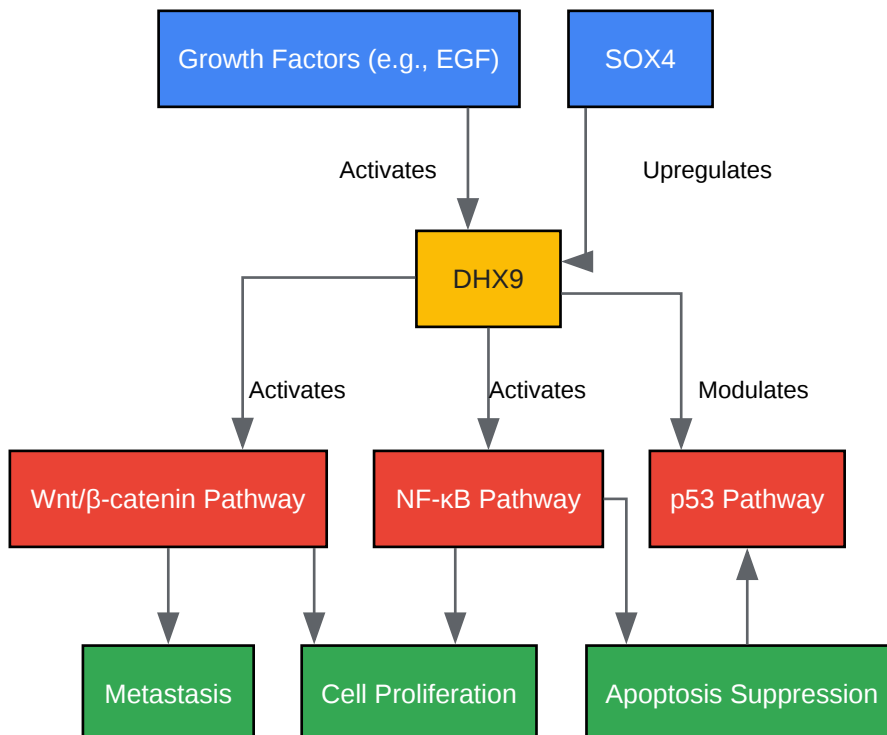 Growth Factors (e.g., EGF)
SOX4
Activates
Upregulates
DHX9
Activates
Activates
Modulates
Wnt/β-catenin Pathway
NF-κB Pathway
p53 Pathway
Metastasis
Cell Proliferation
Apoptosis Suppression